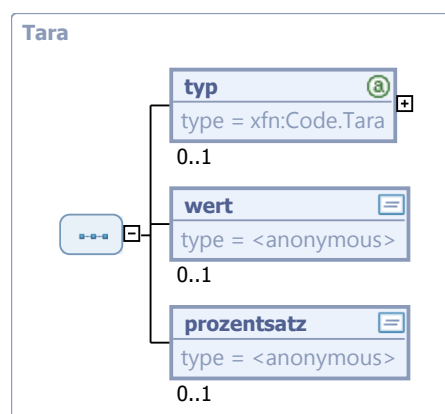 Tara
typ
type = xfn:Code.Tara
0..1
wert
type = <anonymous>
0..1
prozentsatz
type = <anonymous>
0..1